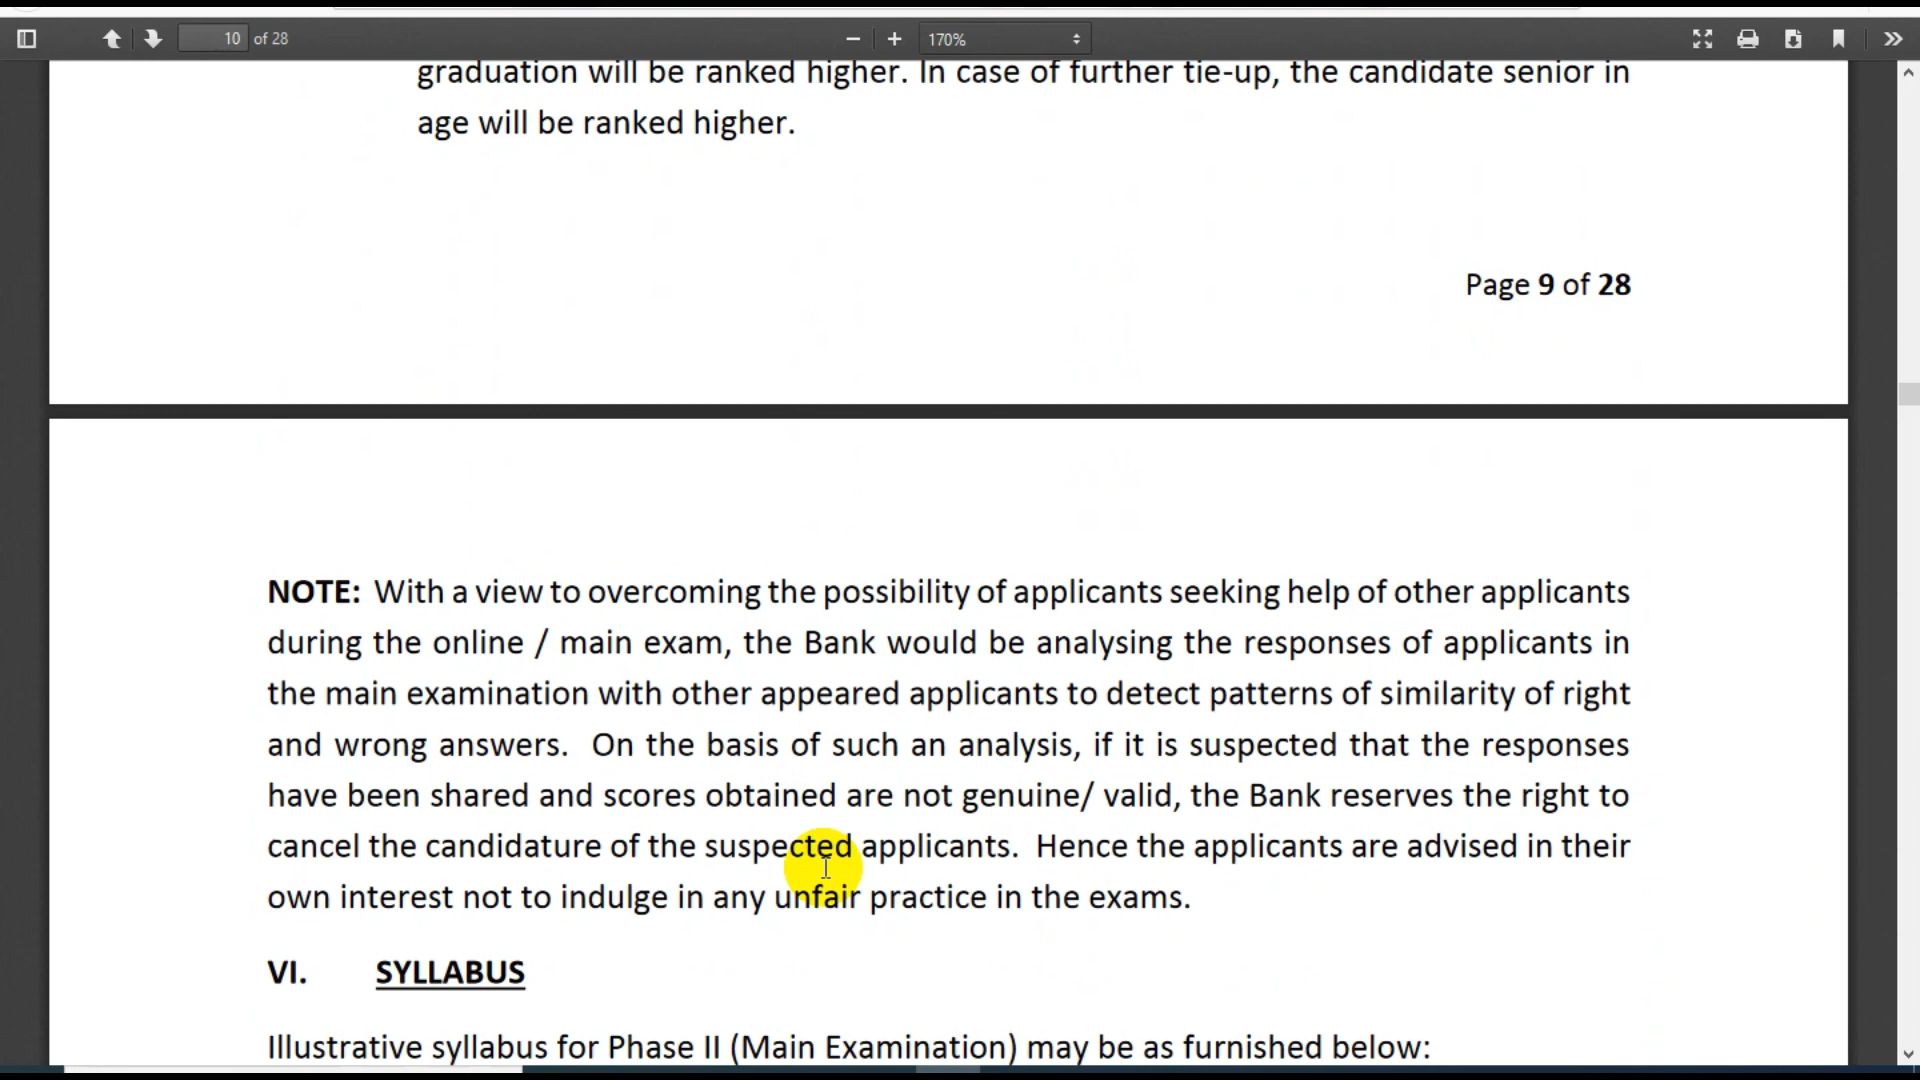 10 of 28
170%
graduation will be ranked higher. In case of further tie-up, the candidate senior in
age will be ranked higher.
Page 9 of 28
NOTE: With a view to overcoming the possibility of applicants seeking help of other applicants
during the online / main exam, the Bank would be analysing the responses of applicants in
the main examination with other appeared applicants to detect patterns of similarity of right
and wrong answers. On the basis of such an analysis, if it is suspected that the responses
have been shared and scores obtained are not genuine/ valid, the Bank reserves the right to
cancel the candidature of the suspected applicants. Hence the applicants are advised in their
own interest not to indulge in any unfair practice in the exams.
VI. SYLLABUS
Illustrative syllabus for Phase II (Main Examination) may be as furnished below: